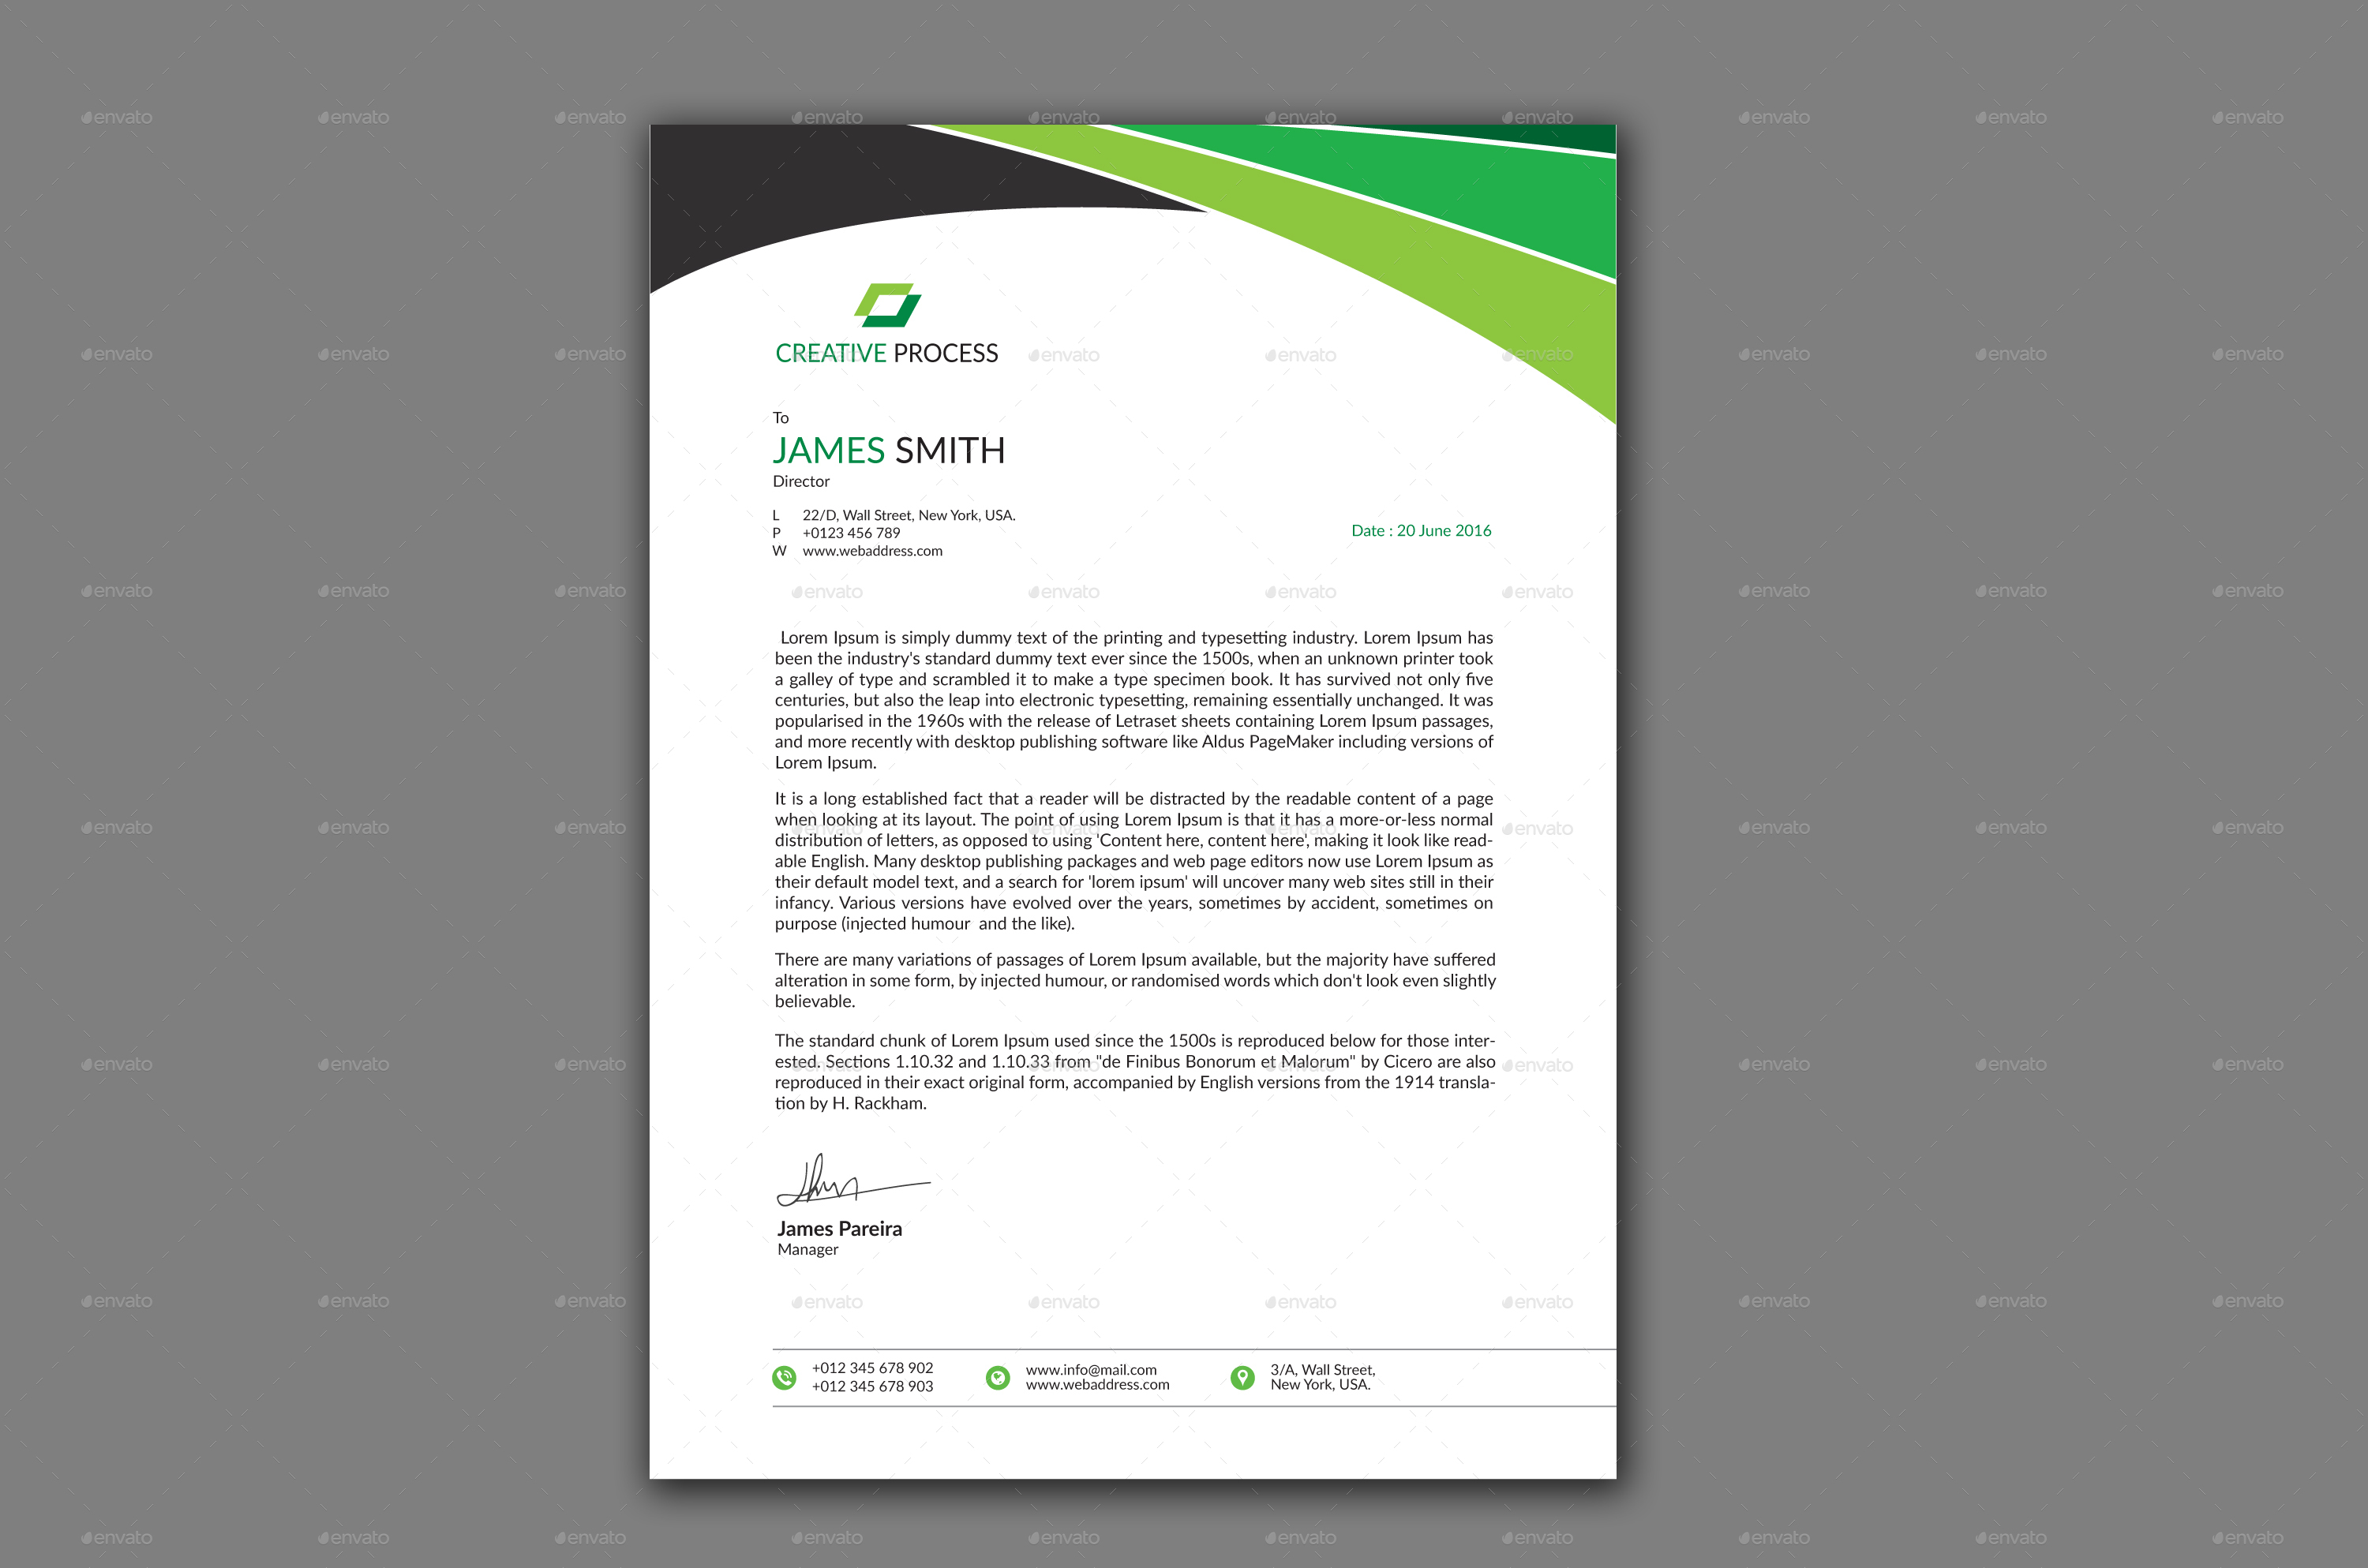 CREATIVE PROCESS
To
JAMES SMITH
Director
L 22/D, Wall Street, New York, USA.
P +0123 456 789
W www.webaddress.com
Date : 20 June 2016
Lorem Ipsum is simply dummy text of the printing and typesetting industry. Lorem Ipsum has
been the industry's standard dummy text ever since the 1500s, when an unknown printer took
a galley of type and scrambled it to make a type specimen book. It has survived not only five
centuries, but also the leap into electronic typesetting, remaining essentially unchanged. It was
popularised in the 1960s with the release of Letraset sheets containing Lorem Ipsum passages,
and more recently with desktop publishing software like Aldus PageMaker including versions of
Lorem Ipsum.
It is a long established fact that a reader will be distracted by the readable content of a page
when looking at its layout. The point of using Lorem Ipsum is that it has a more-or-less normal
distribution of letters, as opposed to using 'Content here, content here', making it look like read-
able English. Many desktop publishing packages and web page editors now use Lorem Ipsum as
their default model text, and a search for 'lorem ipsum' will uncover many web sites still in their
infancy. Various versions have evolved over the years, sometimes by accident, sometimes on
purpose (injected humour  and the like).
There are many variations of passages of Lorem Ipsum available, but the majority have suffered
alteration in some form, by injected humour, or randomised words which don't look even slightly
believable.
The standard chunk of Lorem Ipsum used since the 1500s is reproduced below for those inter-
ested. Sections 1.10.32 and 1.10.33 from "de Finibus Bonorum et Malorum" by Cicero are also
reproduced in their exact original form, accompanied by English versions from the 1914 transla-
tion by H. Rackham.
James Pareira
Manager
+012 345 678 902
+012 345 678 903
www.info@mail.com
www.webaddress.com
3/A, Wall Street,
New York, USA.
envato